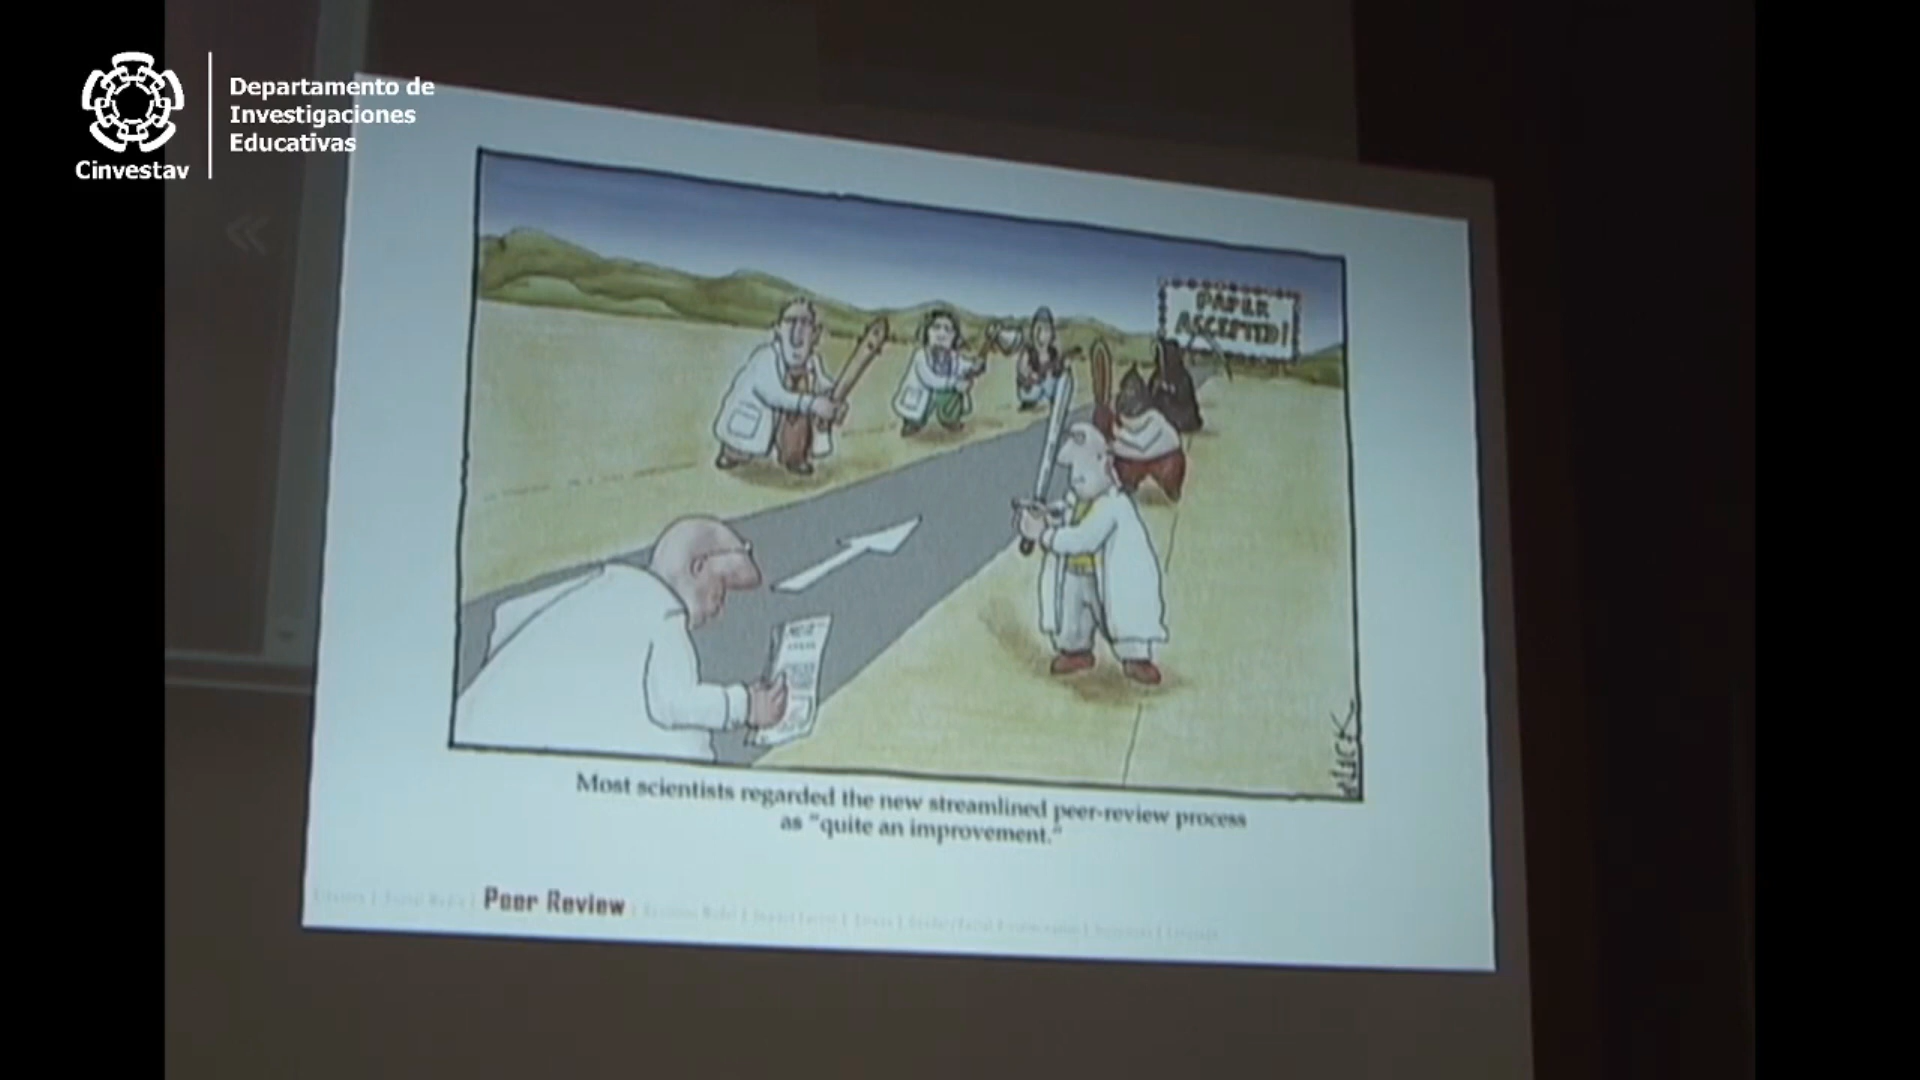 Cinvestav
Departamento de
Investigaciones
Educativas
PAPER
ACCEPTED!
Most scientists regarded the new streamlined peer-review process
as "quite an improvement."
Peer Review